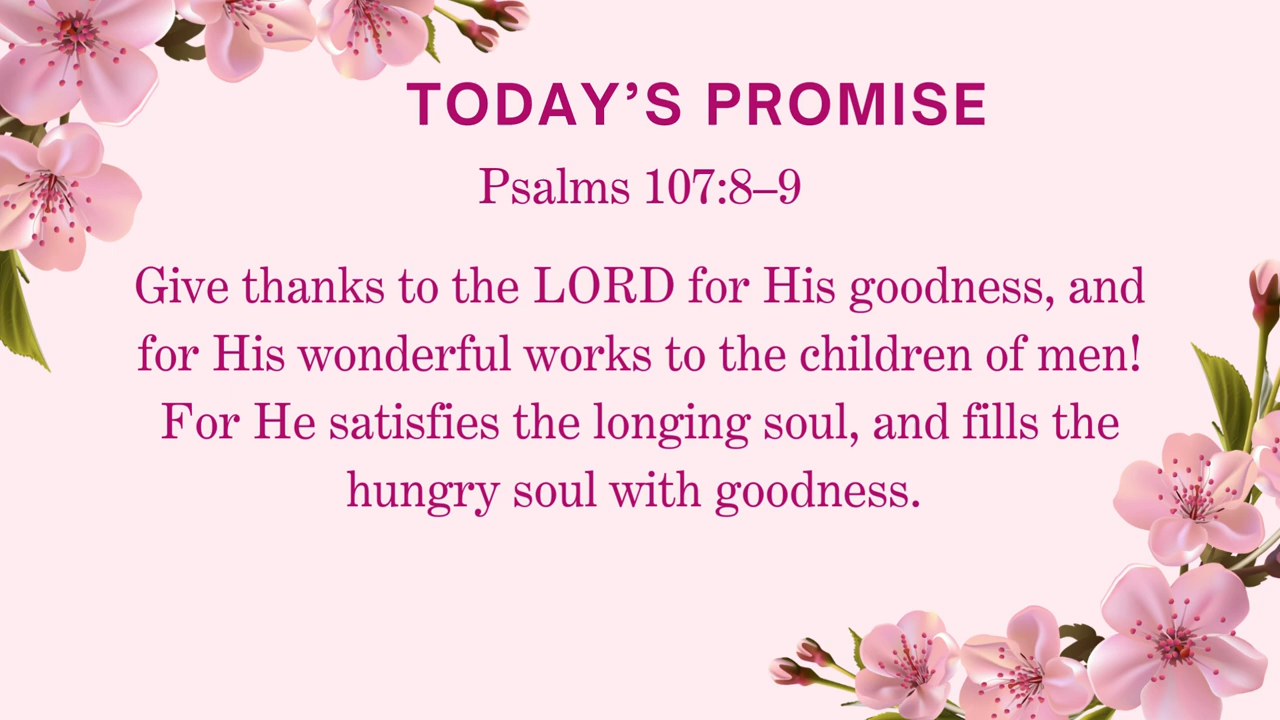 TODAY’S PROMISE
Psalms 107:8–9
Give thanks to the LORD for His goodness, and
for His wonderful works to the children of men!
For He satisfies the longing soul, and fills the
hungry soul with goodness.